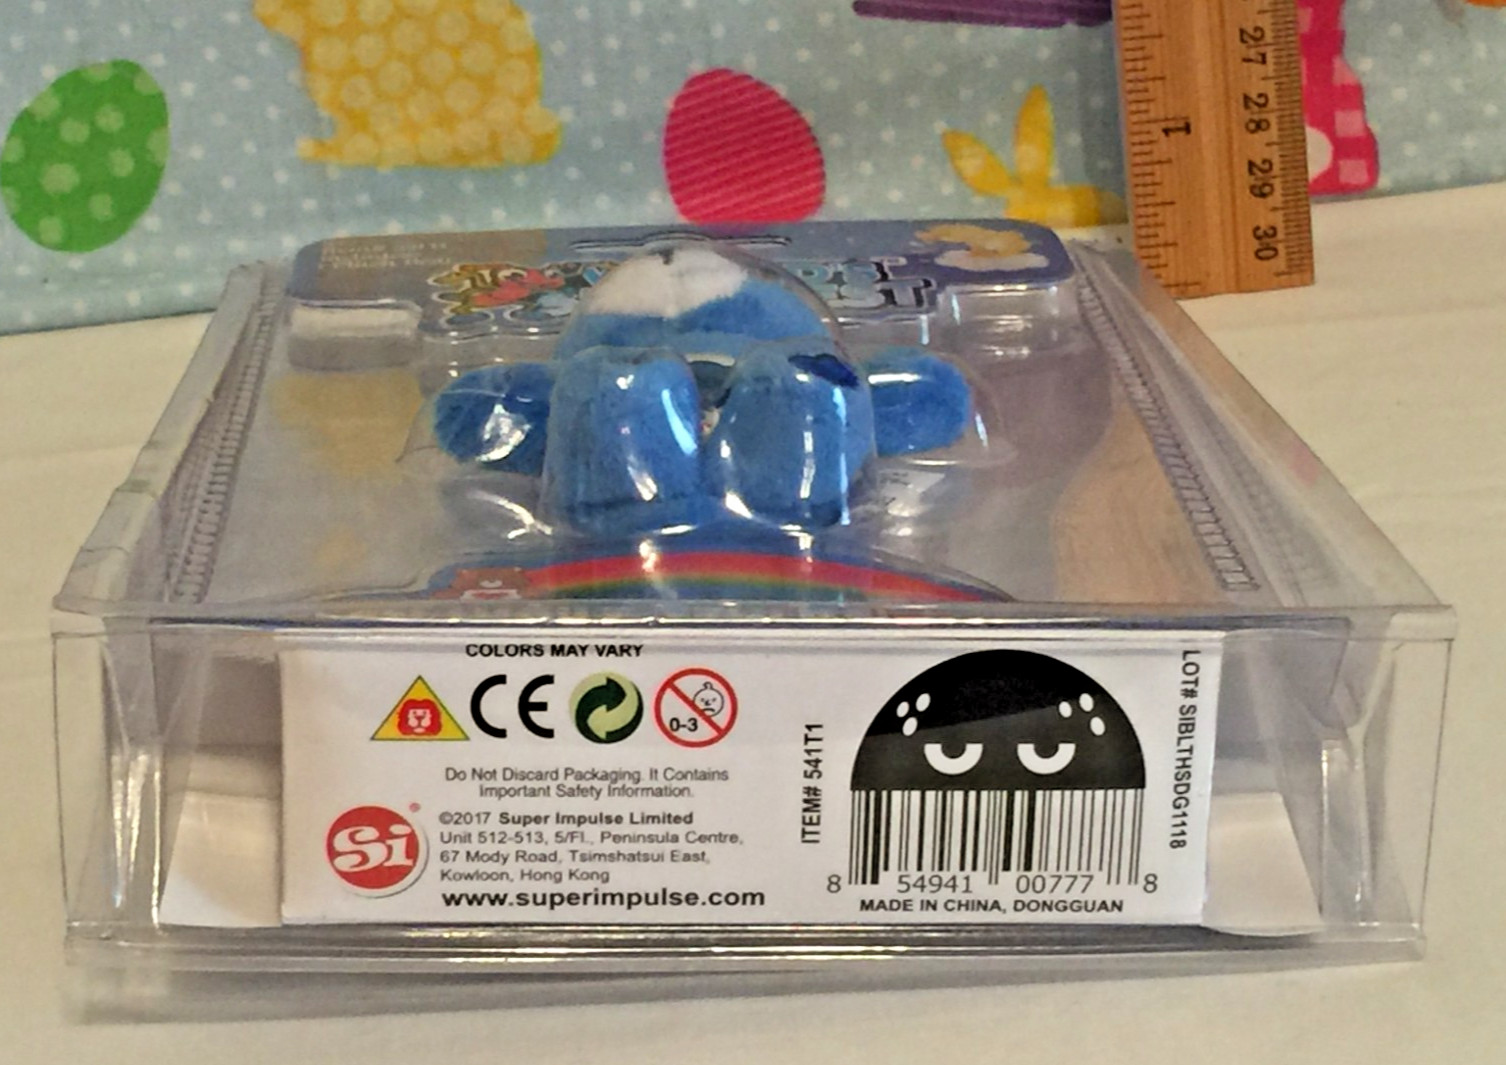 27
28
29
30
1
COLORS MAY VARY
CE
0-3
Do Not Discard Packaging. It Contains
Important Safety Information.
Si®
©2017 Super Impulse Limited
Unit 512-513, 5/Fl., Peninsula Centre,
67 Mody Road, Tsimshatsui East,
Kowloon, Hong Kong
www.superimpulse.com
ITEM# 541T1
8 54941 00777 8
MADE IN CHINA, DONGGUAN
LOT# SIBLTHSDG1118